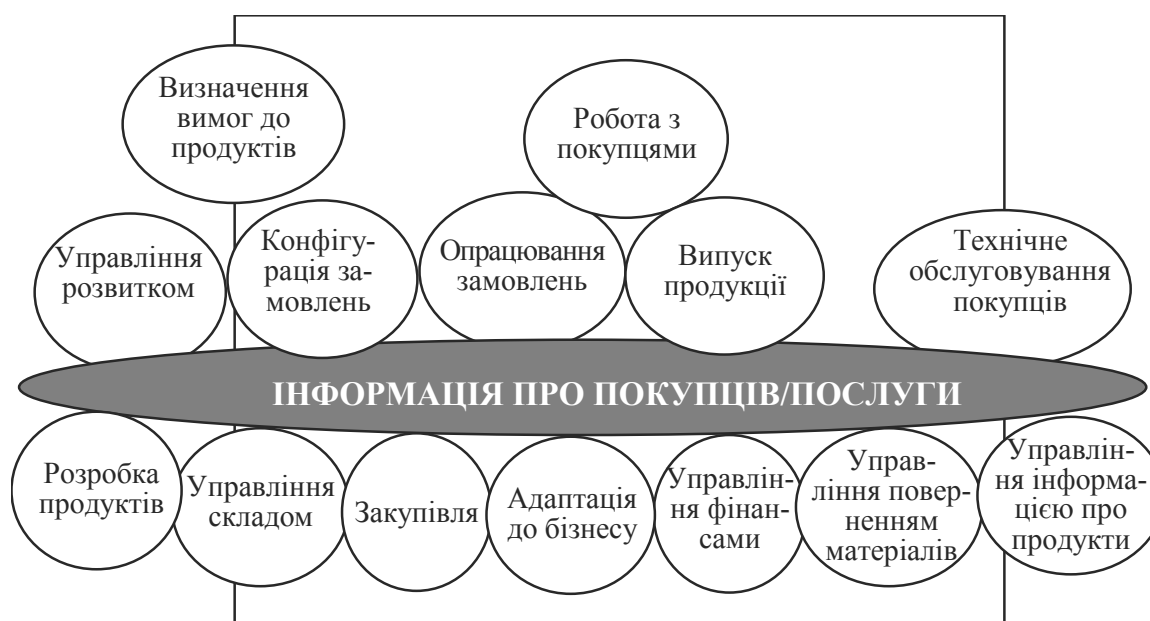 Визначення
вимог до
продуктів
Робота з
покупцями
Управління
розвитком
Конфігу-
рація за-
мовлень
Опрацювання
замовлень
Випуск
продукції
Технічне
обслуговування
покупців
ІНФОРМАЦІЯ ПРО ПОКУПЦІВ/ПОСЛУГИ
Розробка
продуктів
Управління
складом
Закупівля
Адаптація
до бізнесу
Управлін-
ня фінан-
сами
Управ-
ління повер-
ненням
матеріалів
Управлін-
ня інформа-
цією про
продукти